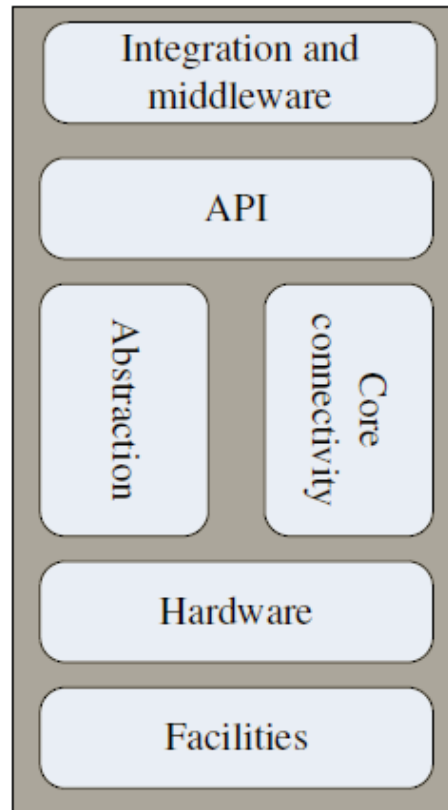 Integration and
middleware
API
Abstraction
Core
connectivity
Hardware
Facilities